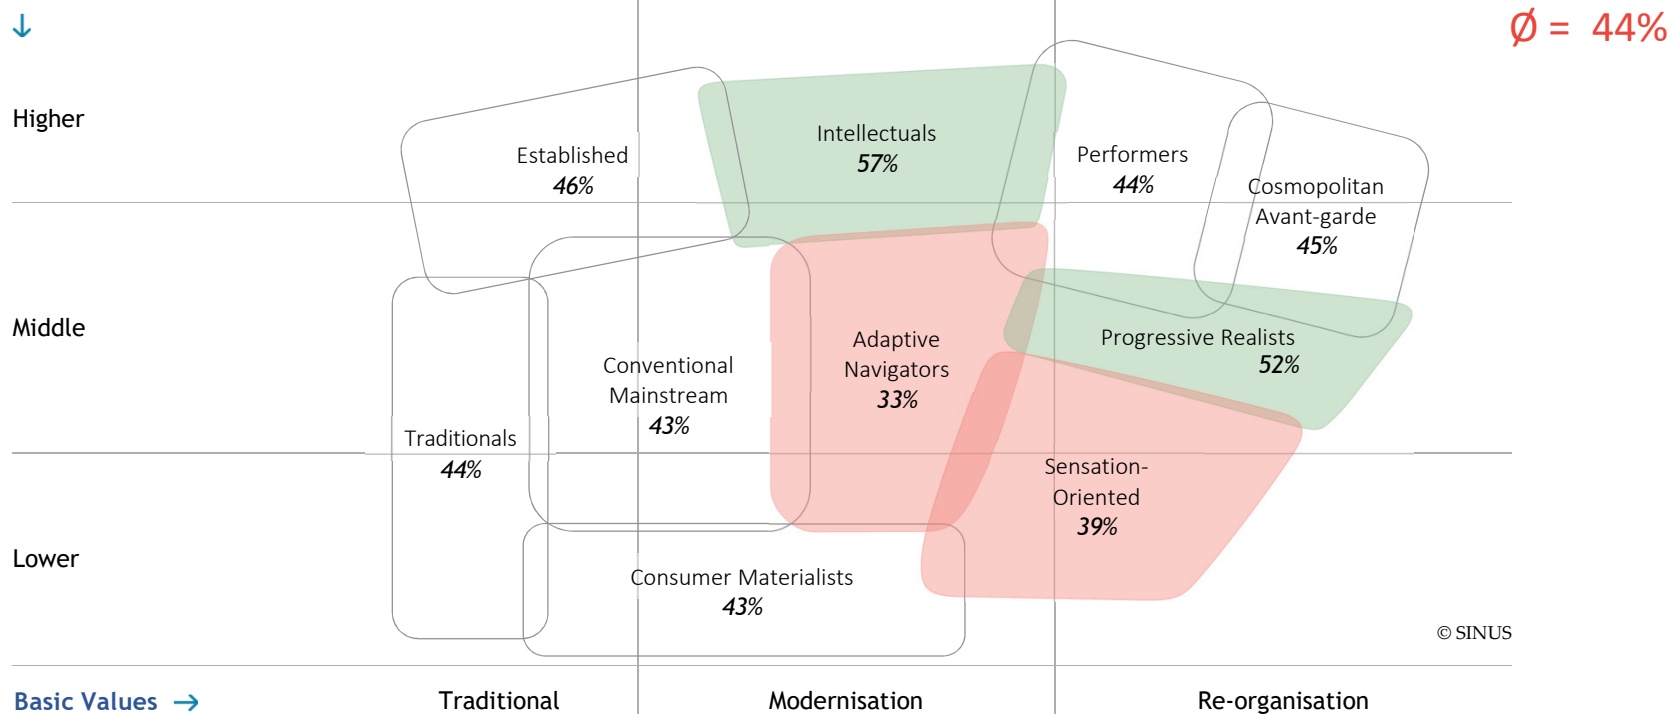 ↓
Ø = 44%
Higher
Established
46%
Intellectuals
57%
Performers
44%
Cosmopolitan
Avant-garde
45%
Middle
Conventional
Mainstream
43%
Adaptive
Navigators
33%
Progressive Realists
52%
Traditionals
44%
Sensation-
Oriented
39%
Lower
Consumer Materialists
43%
© SINUS
Basic Values →
Traditional
Modernisation
Re-organisation